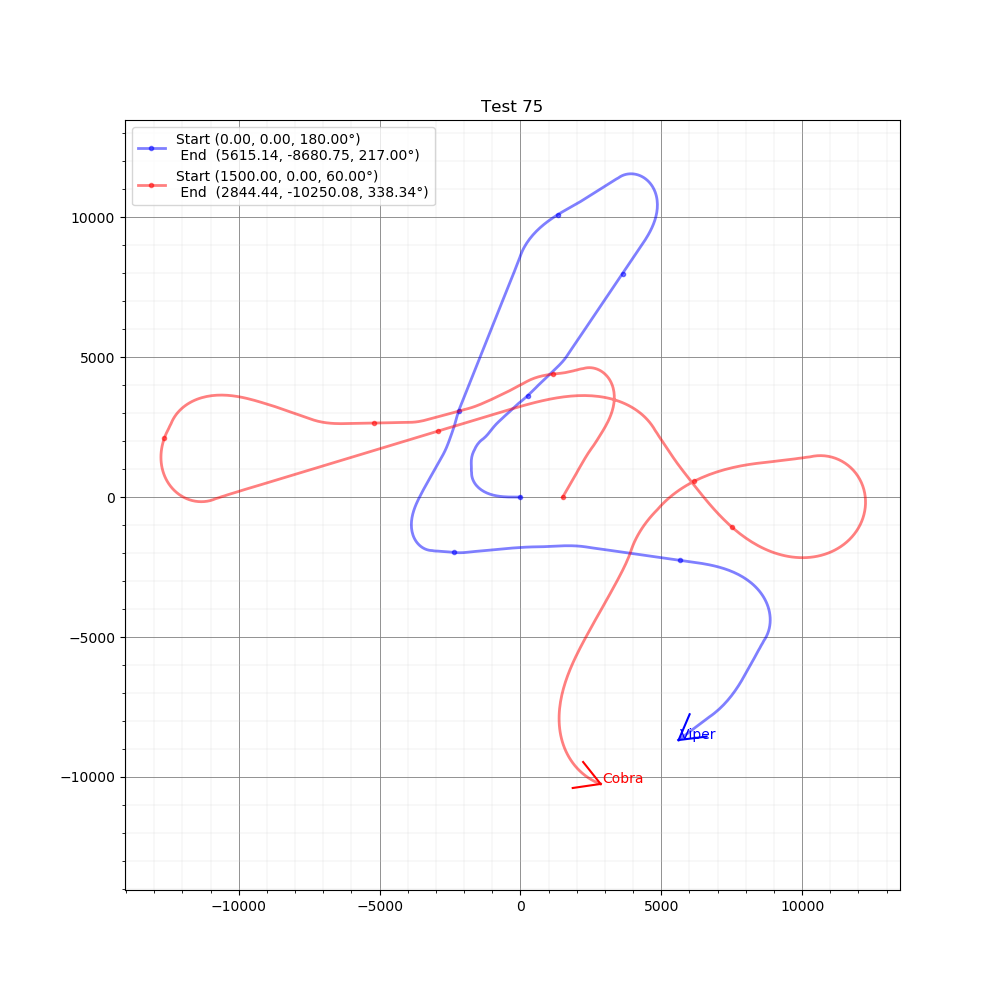 Test 75
Start (0.00, 0.00, 180.00°)
End  (5615.14, -8680.75, 217.00°)
Start (1500.00, 0.00, 60.00°)
End  (2844.44, -10250.08, 338.34°)
10000
5000
0
−5000
−10000
Viper
Cobra
−10000
−5000
0
5000
10000